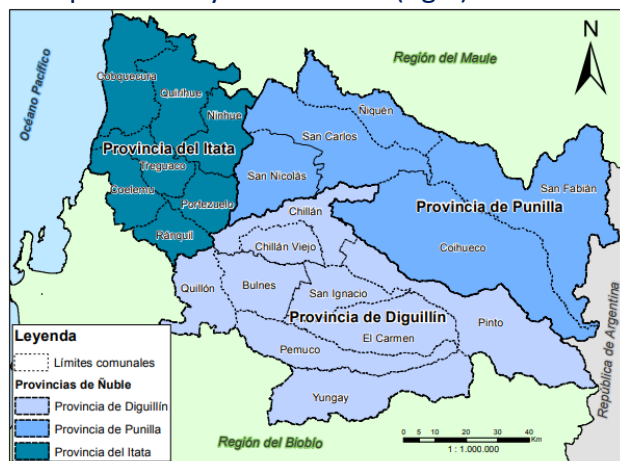 N
Región del Maule
Océano Pacífico
Cobquecura
Quirihue
Ninhue
Ñiquén
San Carlos
Provincia del Itata
Treguaco
San Nicolás
San Fabián
Coelemu
Portezuelo
Chillán
Provincia de Punilla
Ránquil
Chillán Viejo
Coihueco
Quillón
Bulnes
San Ignacio
Provincia de Diguillín
Pinto
El Carmen
Pemuco
Yungay
República de Argentina
Leyenda
Límites comunales
Provincias de Ñuble
Provincia de Diguillín
Provincia de Punilla
Provincia del Itata
Región del Bíobío
0 5 10 20 30 40
Km
1 : 1.000.000